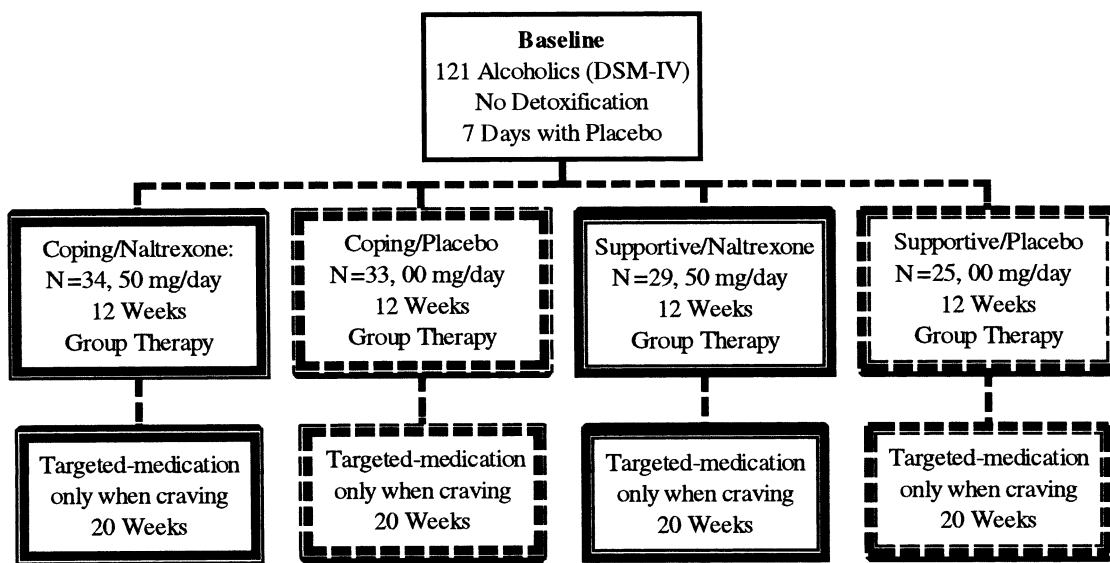 Baseline
121 Alcoholics (DSM-IV)
No Detoxification
7 Days with Placebo
Coping/Naltrexone:
N=34, 50 mg/day
12 Weeks
Group Therapy
Coping/Placebo
N=33, 00 mg/day
12 Weeks
Group Therapy
Supportive/Naltrexone
N=29, 50 mg/day
12 Weeks
Group Therapy
Supportive/Placebo
N=25, 00 mg/day
12 Weeks
Group Therapy
Targeted-medication
only when craving
20 Weeks
Targeted-medication
only when craving
20 Weeks
Targeted-medication
only when craving
20 Weeks
Targeted-medication
only when craving
20 Weeks